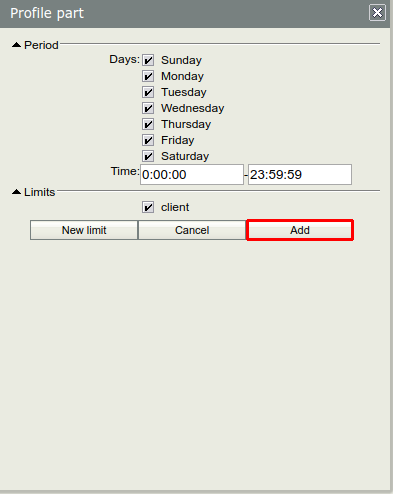 Profile part
Period
Days: Sunday
Monday
Tuesday
Wednesday
Thursday
Friday
Saturday
Time: 0:00:00 - 23:59:59
Limits
client
New limit Cancel Add